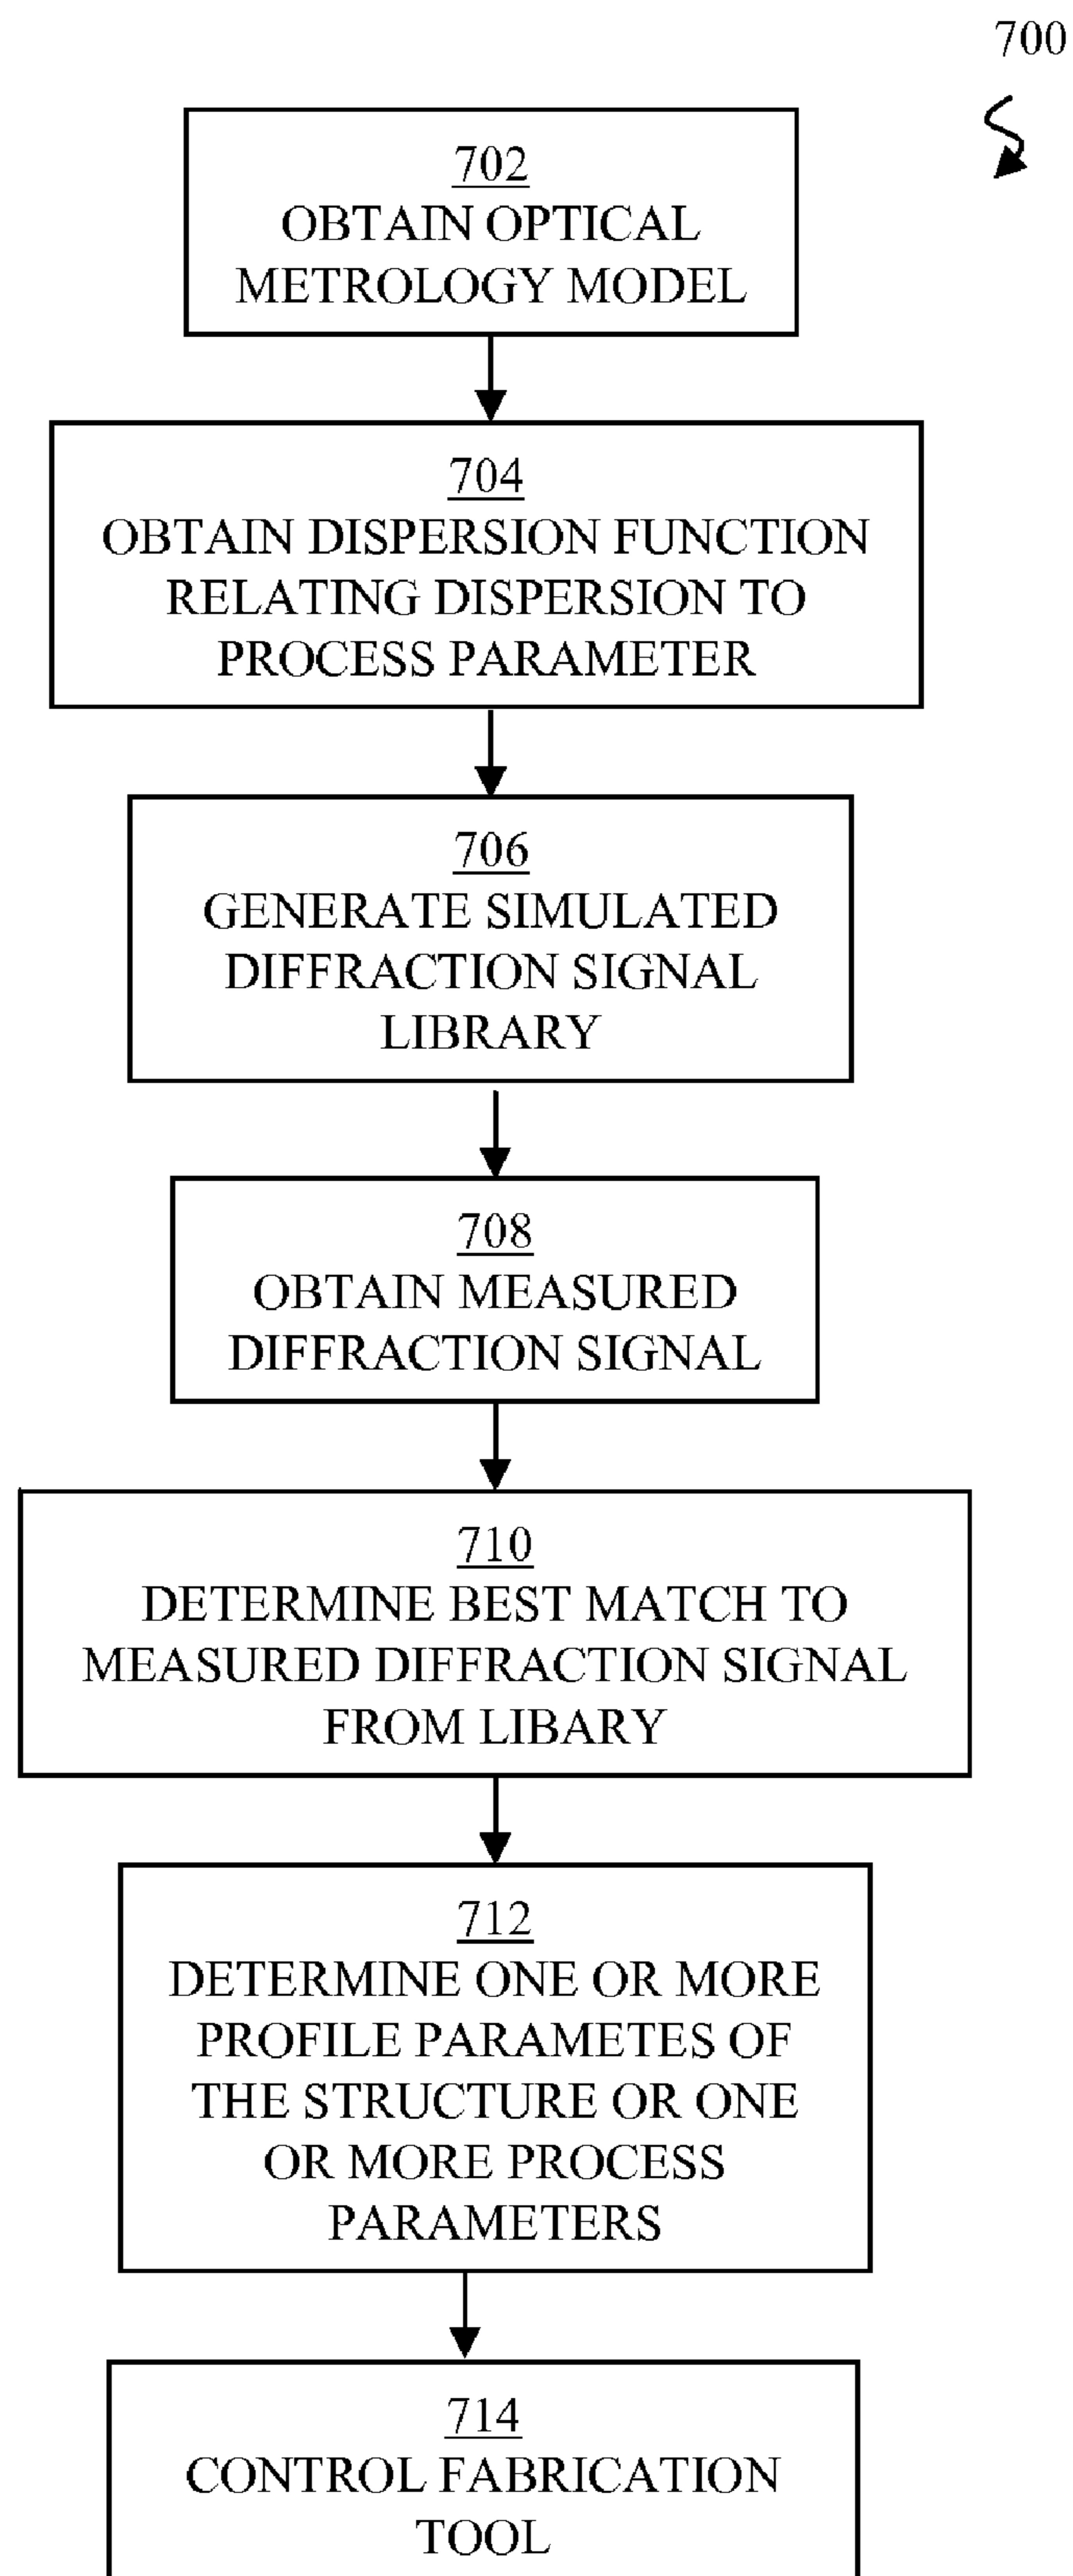 700
702
OBTAIN OPTICAL
METROLOGY MODEL
704
OBTAIN DISPERSION FUNCTION
RELATING DISPERSION TO
PROCESS PARAMETER
706
GENERATE SIMULATED
DIFFRACTION SIGNAL
LIBRARY
708
OBTAIN MEASURED
DIFFRACTION SIGNAL
710
DETERMINE BEST MATCH TO
MEASURED DIFFRACTION SIGNAL
FROM LIBARY
712
DETERMINE ONE OR MORE
PROFILE PARAMETES OF
THE STRUCTURE OR ONE
OR MORE PROCESS
PARAMETERS
714
CONTROL FABRICATION
TOOL